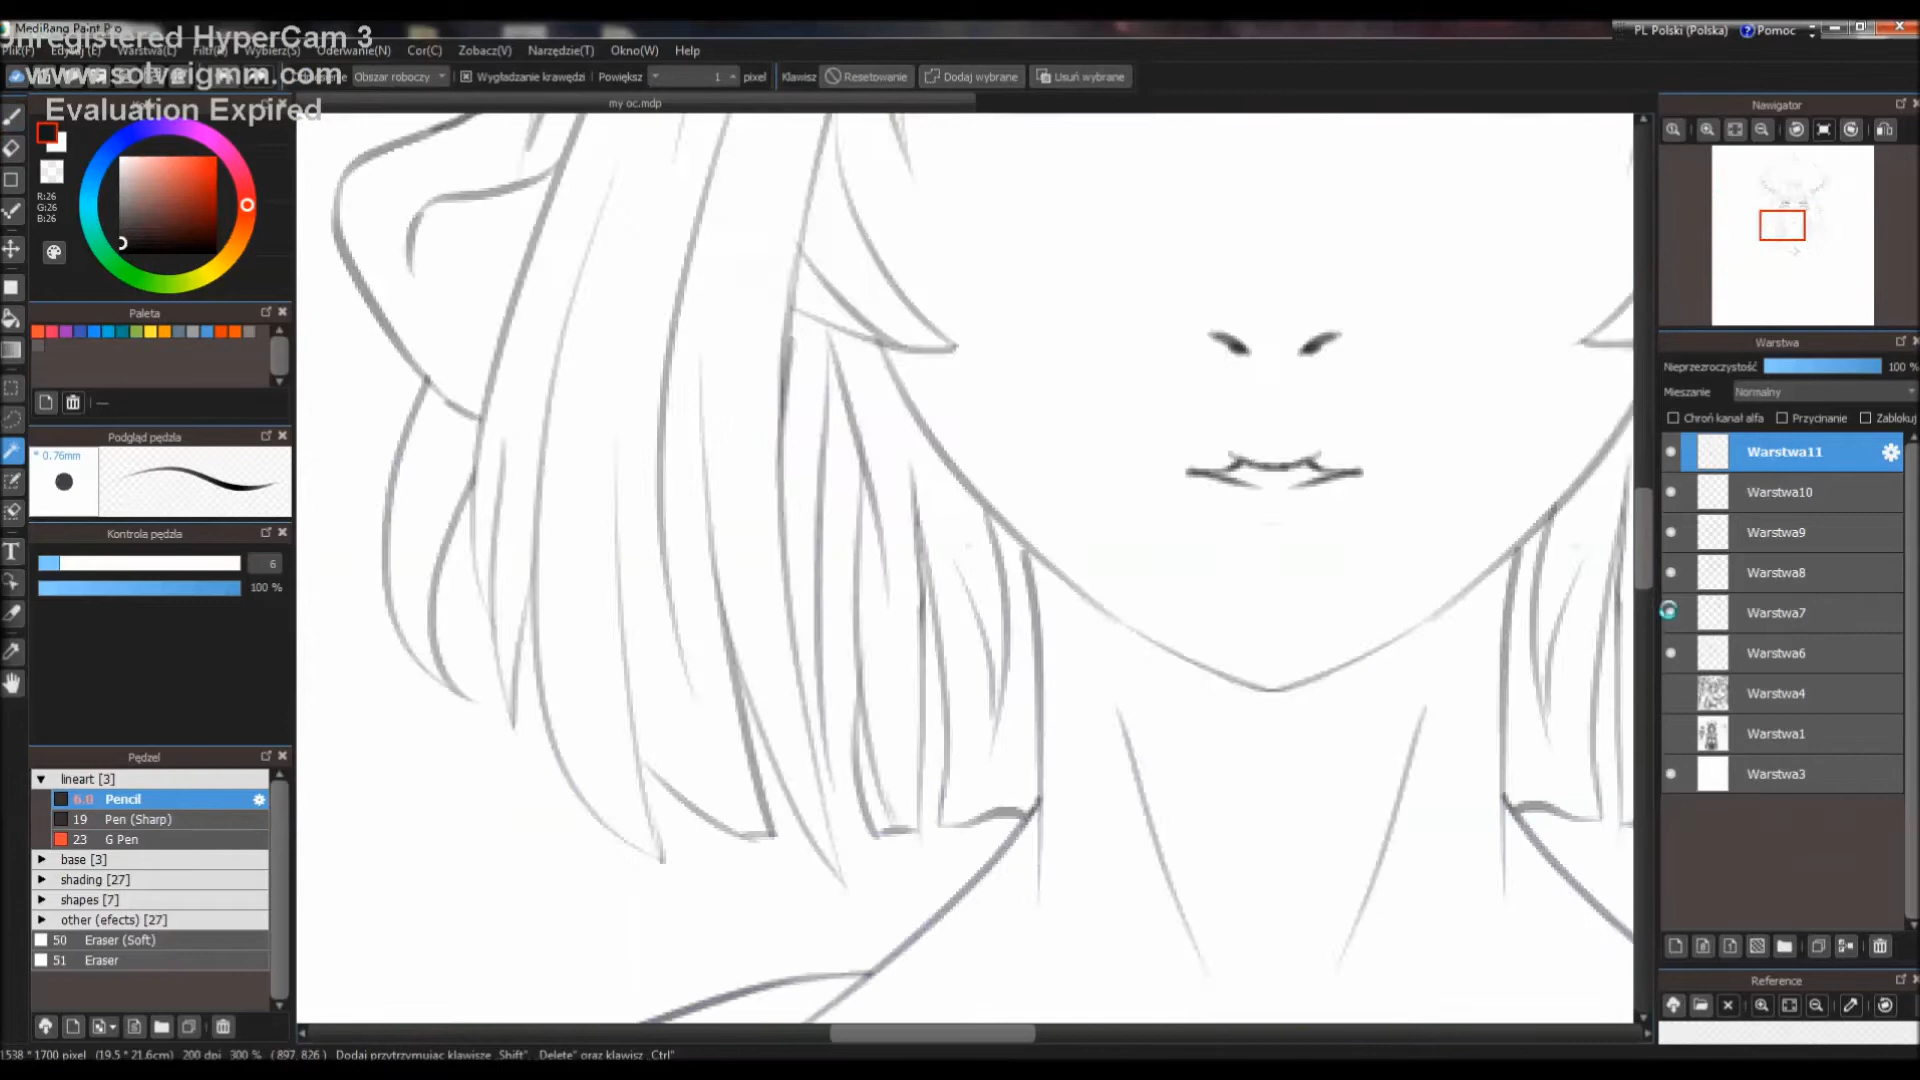 MediBang Paint Pro
Unregistered HyperCam 3
www.solveigmm.com
Evaluation Expired
PL Polski (Polska)
Pomoc
Plik(F)
Warstwa(L)
Wybierz(S)
Oderwanie(N)
Cor(C)
Zobacz(V)
Narzędzie(T)
Okno(W)
Help
Obszar roboczy
Wygładzanie krawędzi
Powiększ
1
pixel
Klawisz
Resetowanie
Dodaj wybrane
Usuń wybrane
my oc.mdp
R:26
G:26
B:26
Paleta
Podgląd pędzla
* 0.76mm
Kontrola pędzla
6
100 %
Pędzel
lineart [3]
6.0 Pencil
19 Pen (Sharp)
23 G Pen
base [3]
shading [27]
shapes [7]
other (efects) [27]
50 Eraser (Soft)
51 Eraser
Nawigator
Warstwa
Nieprzezroczystość
100 %
Mieszanie
Normalny
Chroń kanał alfa
Przycinanie
Zablokuj
Warstwa11
Warstwa10
Warstwa9
Warstwa8
Warstwa7
Warstwa6
Warstwa4
Warstwa1
Warstwa3
Reference
1538 * 1700 pixel (19.5 * 21.6cm) 200 dpi 300 % ( 897, 826 ) Dodaj przytrzymując klawisze „Shift", „Delete" oraz klawisz „Ctrl"